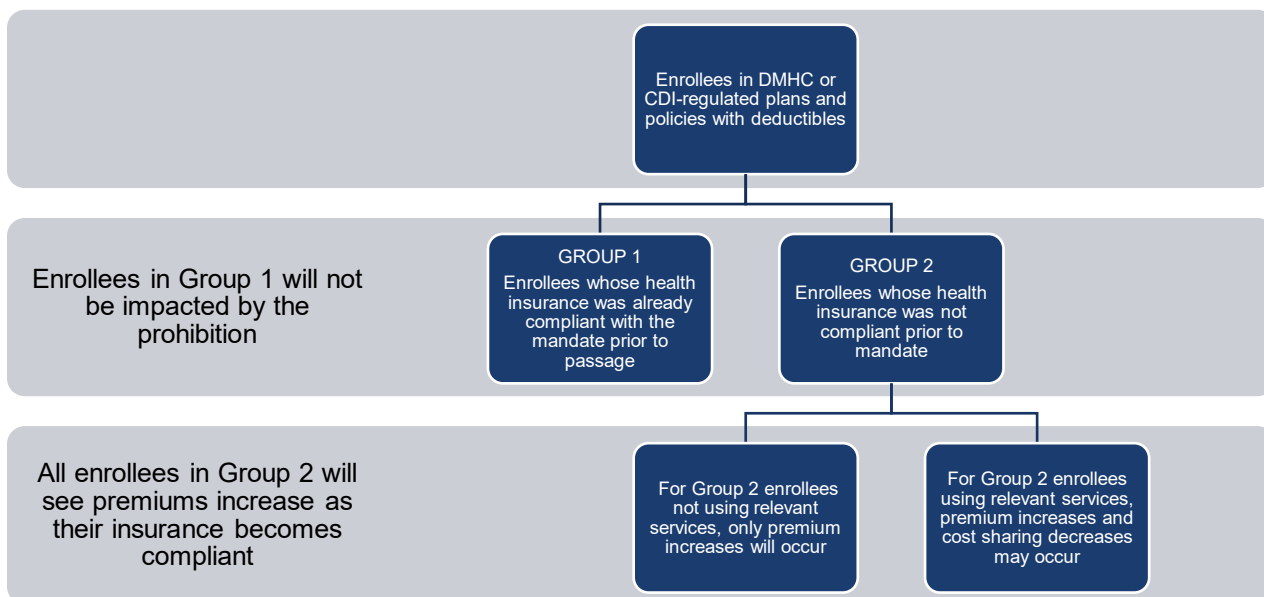 Enrollees in DMHC or
CDI-regulated plans and
policies with deductibles
Enrollees in Group 1 will not
be impacted by the
prohibition
GROUP 1
Enrollees whose health
insurance was already
compliant with the
mandate prior to
passage
GROUP 2
Enrollees whose health
insurance was not
compliant prior to
mandate
All enrollees in Group 2 will
see premiums increase as
their insurance becomes
compliant
For Group 2 enrollees
not using relevant
services, only premium
increases will occur
For Group 2 enrollees
using relevant services,
premium increases and
cost sharing decreases
may occur